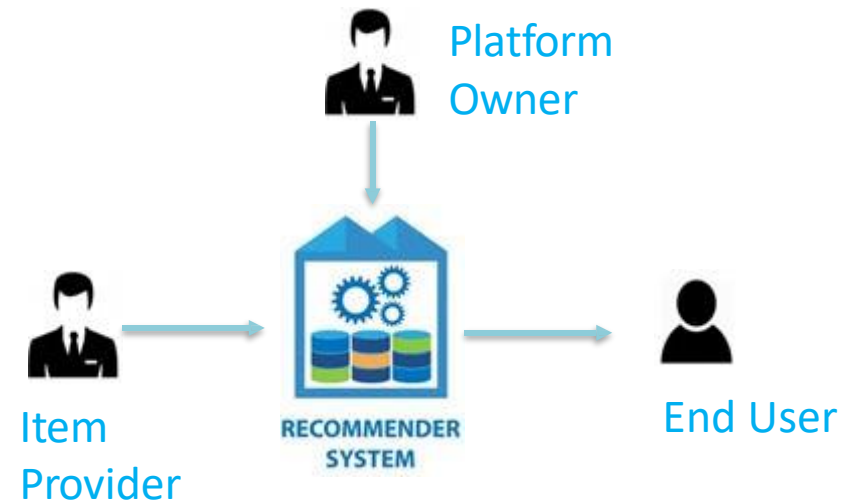 Platform
Owner
Item
Provider
RECOMMENDER
SYSTEM
End User